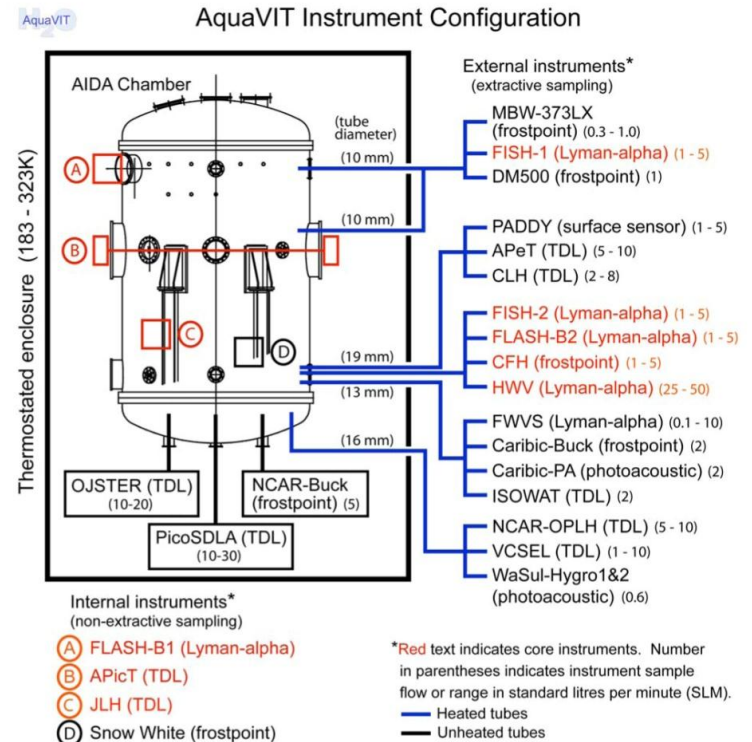 AquaVIT
H2O
AquaVIT Instrument Configuration
AIDA Chamber
Thermostated enclosure (183 - 323K)
(tube
diameter)
(10 mm)
(10 mm)
(19 mm)
(13 mm)
(16 mm)
A
B
C
D
OJSTER (TDL)
(10-20)
NCAR-Buck
(frostpoint) (5)
PicoSDLA (TDL)
(10-30)
External instruments*
(extractive sampling)
MBW-373LX
(frostpoint) (0.3 - 1.0)
FISH-1 (Lyman-alpha) (1 - 5)
DM500 (frostpoint) (1)
PADDY (surface sensor) (1 - 5)
APeT (TDL) (5 - 10)
CLH (TDL) (2 - 8)
FISH-2 (Lyman-alpha) (1 - 5)
FLASH-B2 (Lyman-alpha) (1 - 5)
CFH (frostpoint) (1 - 5)
HWV (Lyman-alpha) (25 - 50)
FWVS (Lyman-alpha) (0.1 - 10)
Caribic-Buck (frostpoint) (2)
Caribic-PA (photoacoustic) (2)
ISOWAT (TDL) (2)
NCAR-OPLH (TDL) (5 - 10)
VCSEL (TDL) (1 - 10)
WaSul-Hygro1&2
(photoacoustic) (0.6)
Internal instruments*
(non-extractive sampling)
A FLASH-B1 (Lyman-alpha)
B APicT (TDL)
C JLH (TDL)
D Snow White (frostpoint)
*Red text indicates core instruments. Number
in parentheses indicates instrument sample
flow or range in standard litres per minute (SLM).
Heated tubes
Unheated tubes